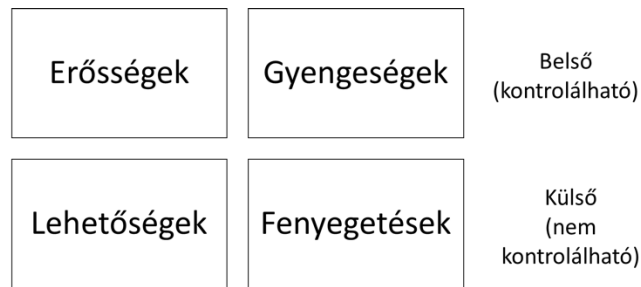 Erősségek
Gyengeségek
Belső
(kontrolálható)
Lehetőségek
Fenyegetések
Külső
(nem
kontrolálható)